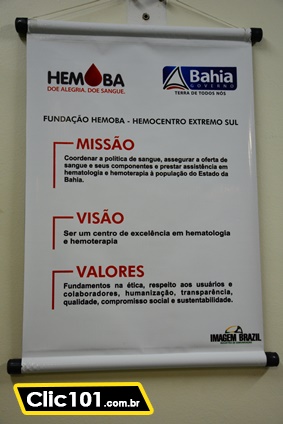 HEMOBA
DOE ALEGRIA. DOE SANGUE.
Bahia
GOVERNO
TERRA DE TODOS NÓS
FUNDAÇÃO HEMOBA - HEMOCENTRO EXTREMO SUL
MISSÃO
Coordenar a política de sangue, assegurar a oferta de
sangue e seus componentes e prestar assistência em
hematologia e hemoterapia à população do Estado da
Bahia.
VISÃO
Ser um centro de excelência em hematologia
e hemoterapia
VALORES
Fundamentos na ética, respeito aos usuários e
colaboradores, humanização, transparência,
qualidade, compromisso social e sustentabilidade.
IMAGEM BRAZIL
Clic101.com.br